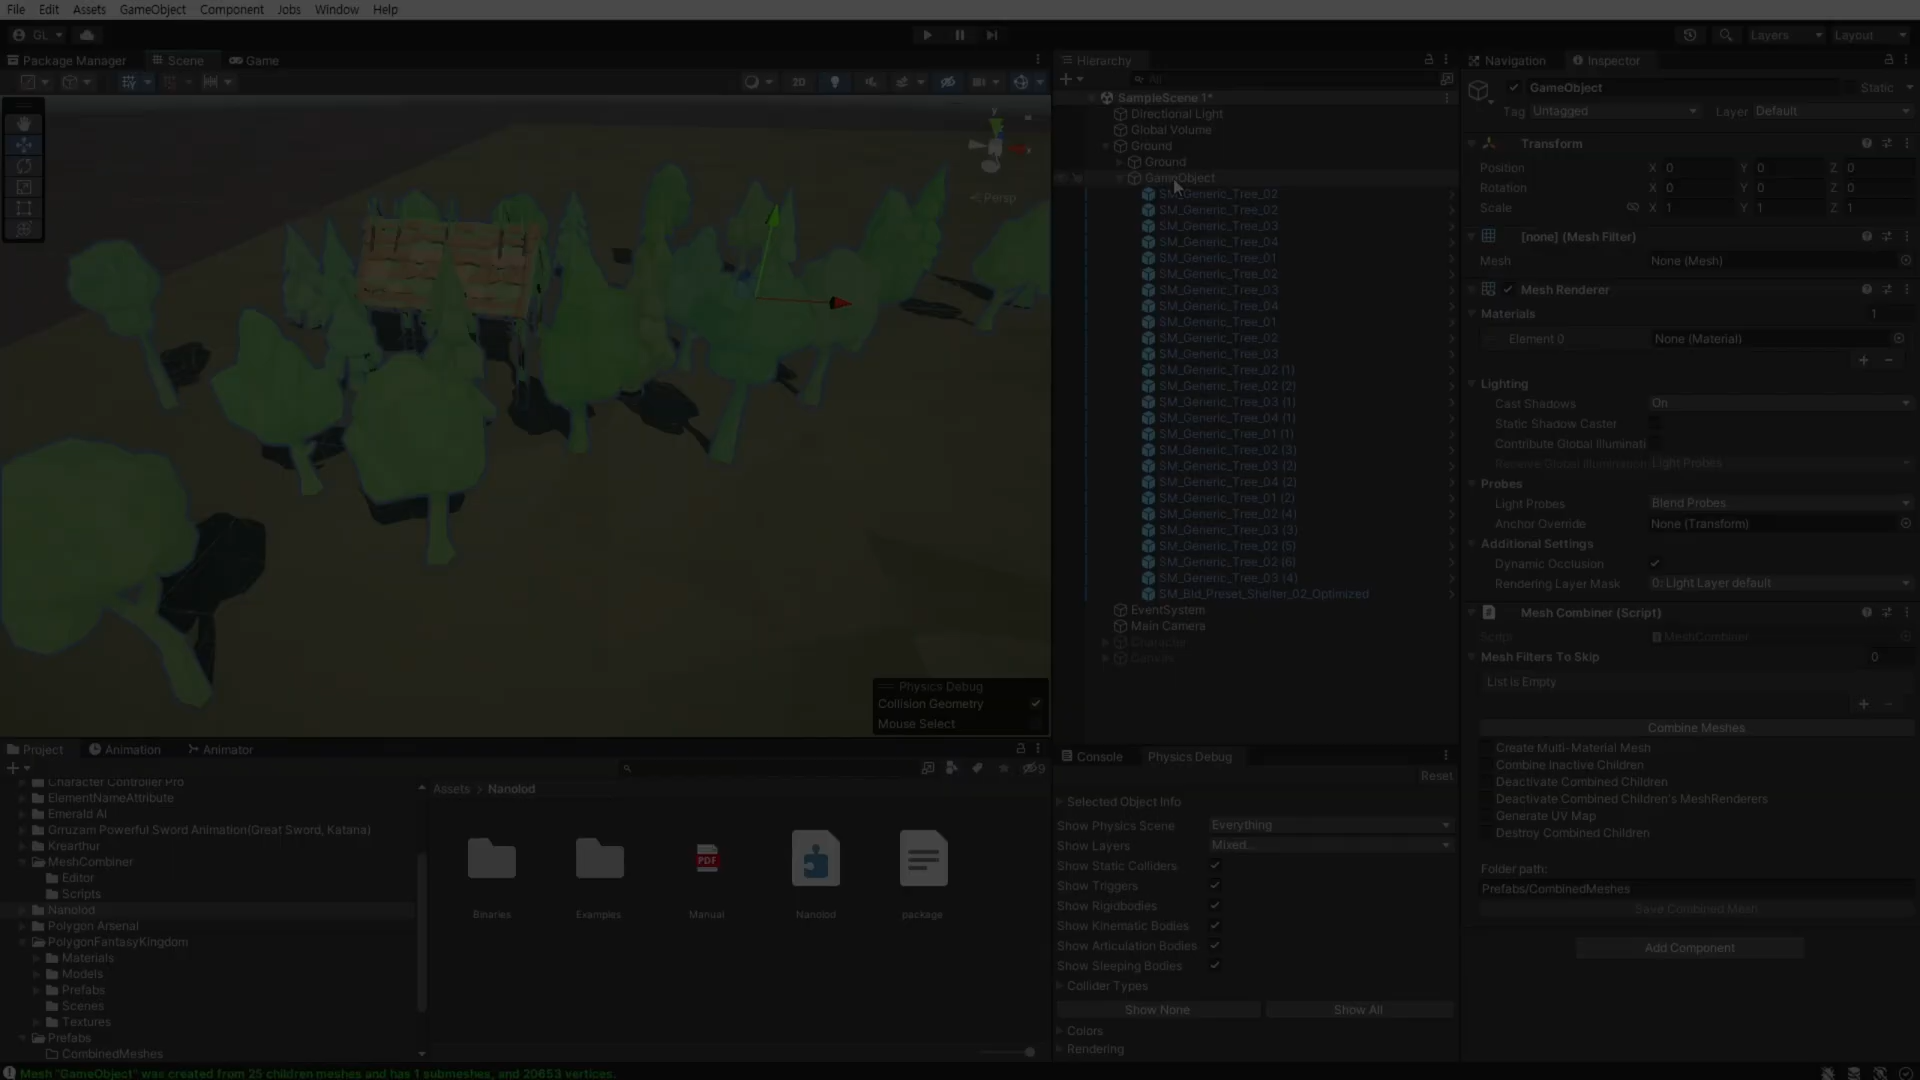 File Edit Assets GameObject Component Jobs Window Help
GL Layers Layout
Package Manager Scene Game
2D
y
x
Persp
Physics Debug
Collision Geometry
Mouse Select
Hierarchy
All
SampleScene 1*
Directional Light
Global Volume
Ground
Ground
GameObject
SM_Generic_Tree_02
SM_Generic_Tree_02
SM_Generic_Tree_03
SM_Generic_Tree_04
SM_Generic_Tree_01
SM_Generic_Tree_02
SM_Generic_Tree_03
SM_Generic_Tree_04
SM_Generic_Tree_01
SM_Generic_Tree_02
SM_Generic_Tree_03
SM_Generic_Tree_02 (1)
SM_Generic_Tree_02 (2)
SM_Generic_Tree_03 (1)
SM_Generic_Tree_04 (1)
SM_Generic_Tree_01 (1)
SM_Generic_Tree_02 (3)
SM_Generic_Tree_03 (2)
SM_Generic_Tree_04 (2)
SM_Generic_Tree_01 (2)
SM_Generic_Tree_02 (4)
SM_Generic_Tree_03 (3)
SM_Generic_Tree_02 (5)
SM_Generic_Tree_02 (6)
SM_Generic_Tree_03 (4)
SM_Bld_Preset_Shelter_02_Optimized
EventSystem
Main Camera
Character
Canvas
Navigation Inspector
GameObject Static
Tag Untagged Layer Default
Transform
Position X 0 Y 0 Z 0
Rotation X 0 Y 0 Z 0
Scale X 1 Y 1 Z 1
[none] (Mesh Filter)
Mesh None (Mesh)
Mesh Renderer
Materials 1
Element 0 None (Material)
Lighting
Cast Shadows On
Static Shadow Caster
Contribute Global Illuminati
Receive Global Illumination Light Probes
Probes
Light Probes Blend Probes
Anchor Override None (Transform)
Additional Settings
Dynamic Occlusion
Rendering Layer Mask 0: Light Layer default
Mesh Combiner (Script)
Script MeshCombiner
Mesh Filters To Skip 0
List is Empty
Combine Meshes
Create Multi-Material Mesh
Combine Inactive Children
Deactivate Combined Children
Deactivate Combined Children's MeshRenderers
Generate UV Map
Destroy Combined Children
Folder path:
Prefabs/CombinedMeshes
Save Combined Mesh
Add Component
Project Animation Animator
9
Character Controller Pro
ElementNameAttribute
Emerald AI
Grruzam Powerful Sword Animation(Great Sword, Katana)
Krearthur
MeshCombiner
Editor
Scripts
Nanolod
Polygon Arsenal
PolygonFantasyKingdom
Materials
Models
Prefabs
Scenes
Textures
Prefabs
CombinedMeshes
Assets > Nanolod
PDF
Binaries Examples Manual Nanolod package
Console Physics Debug
Reset
Selected Object Info
Show Physics Scene Everything
Show Layers Mixed...
Show Static Colliders
Show Triggers
Show Rigidbodies
Show Kinematic Bodies
Show Articulation Bodies
Show Sleeping Bodies
Collider Types
Show None Show All
Colors
Rendering
Mesh "GameObject" was created from 25 children meshes and has 1 submeshes, and 20653 vertices.